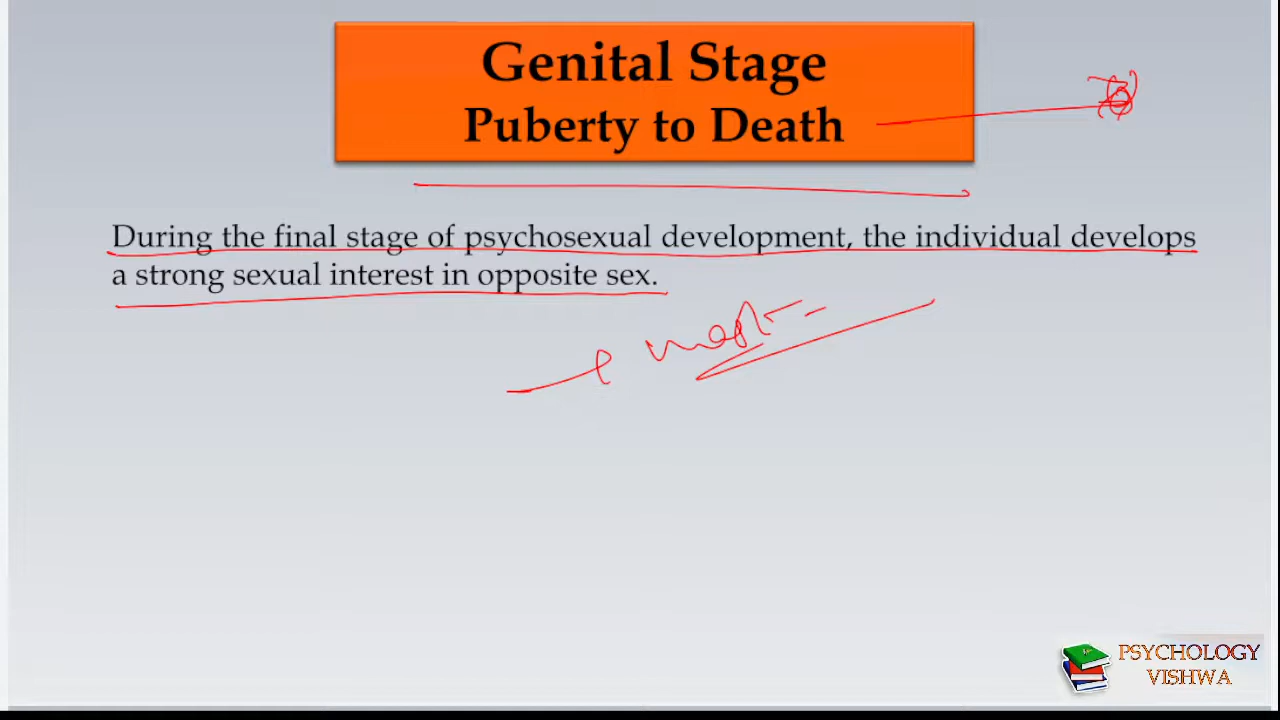 Genital Stage
Puberty to Death
During the final stage of psychosexual development, the individual develops
a strong sexual interest in opposite sex.
PSYCHOLOGY
VISHWA